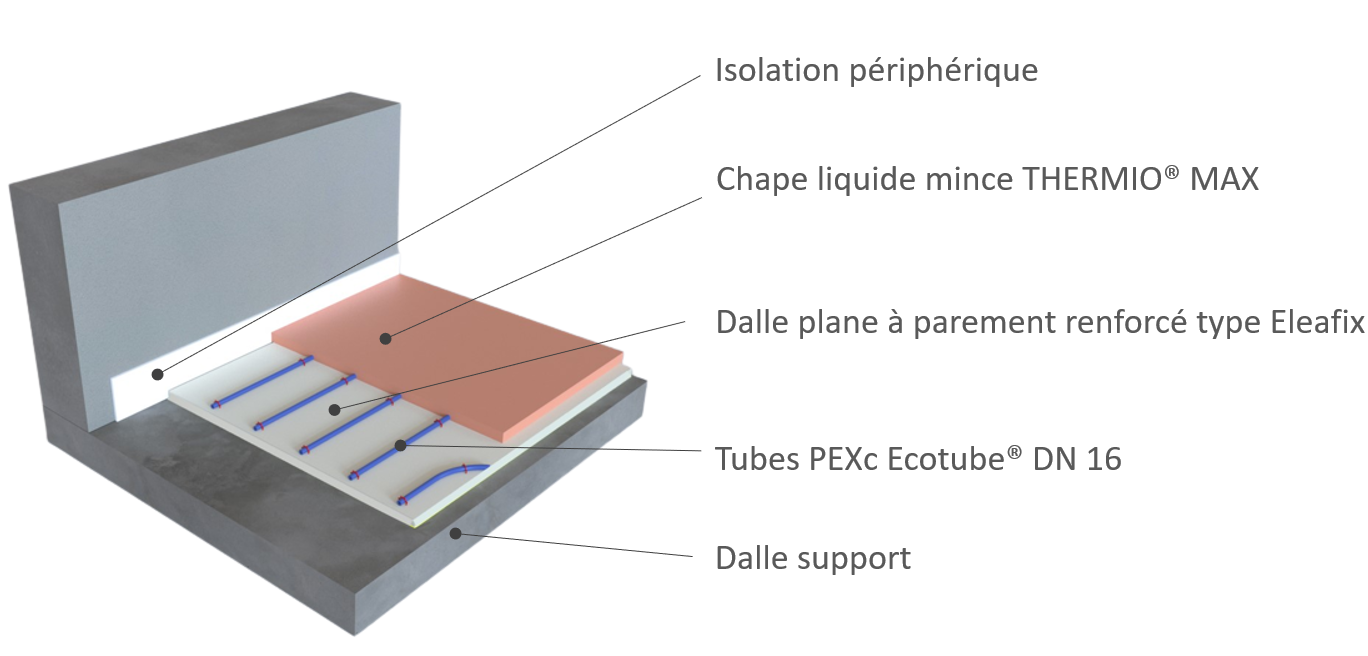 Isolation périphérique
Chape liquide mince THERMIO® MAX
Dalle plane à parement renforcé type Eleafix
Tubes PEXc Ecotube® DN 16
Dalle support